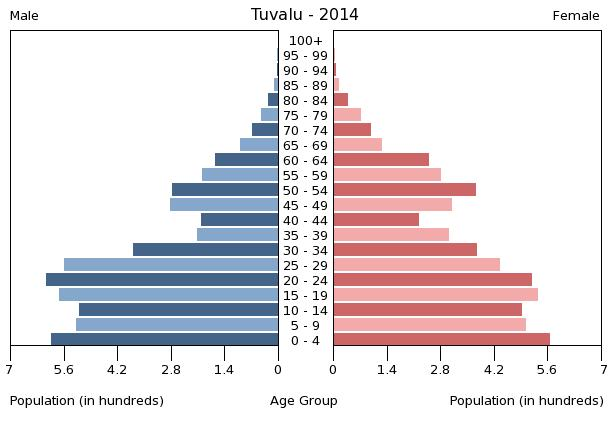 Tuvalu - 2014
Male
Female
100+
95 - 99
90 - 94
85 - 89
80 - 84
75 - 79
70 - 74
65 - 69
60 - 64
55 - 59
50 - 54
45 - 49
40 - 44
35 - 39
30 - 34
25 - 29
20 - 24
15 - 19
10 - 14
5 - 9
0 - 4
7 5.6 4.2 2.8 1.4 0 0 1.4 2.8 4.2 5.6 7
Population (in hundreds) Age Group Population (in hundreds)